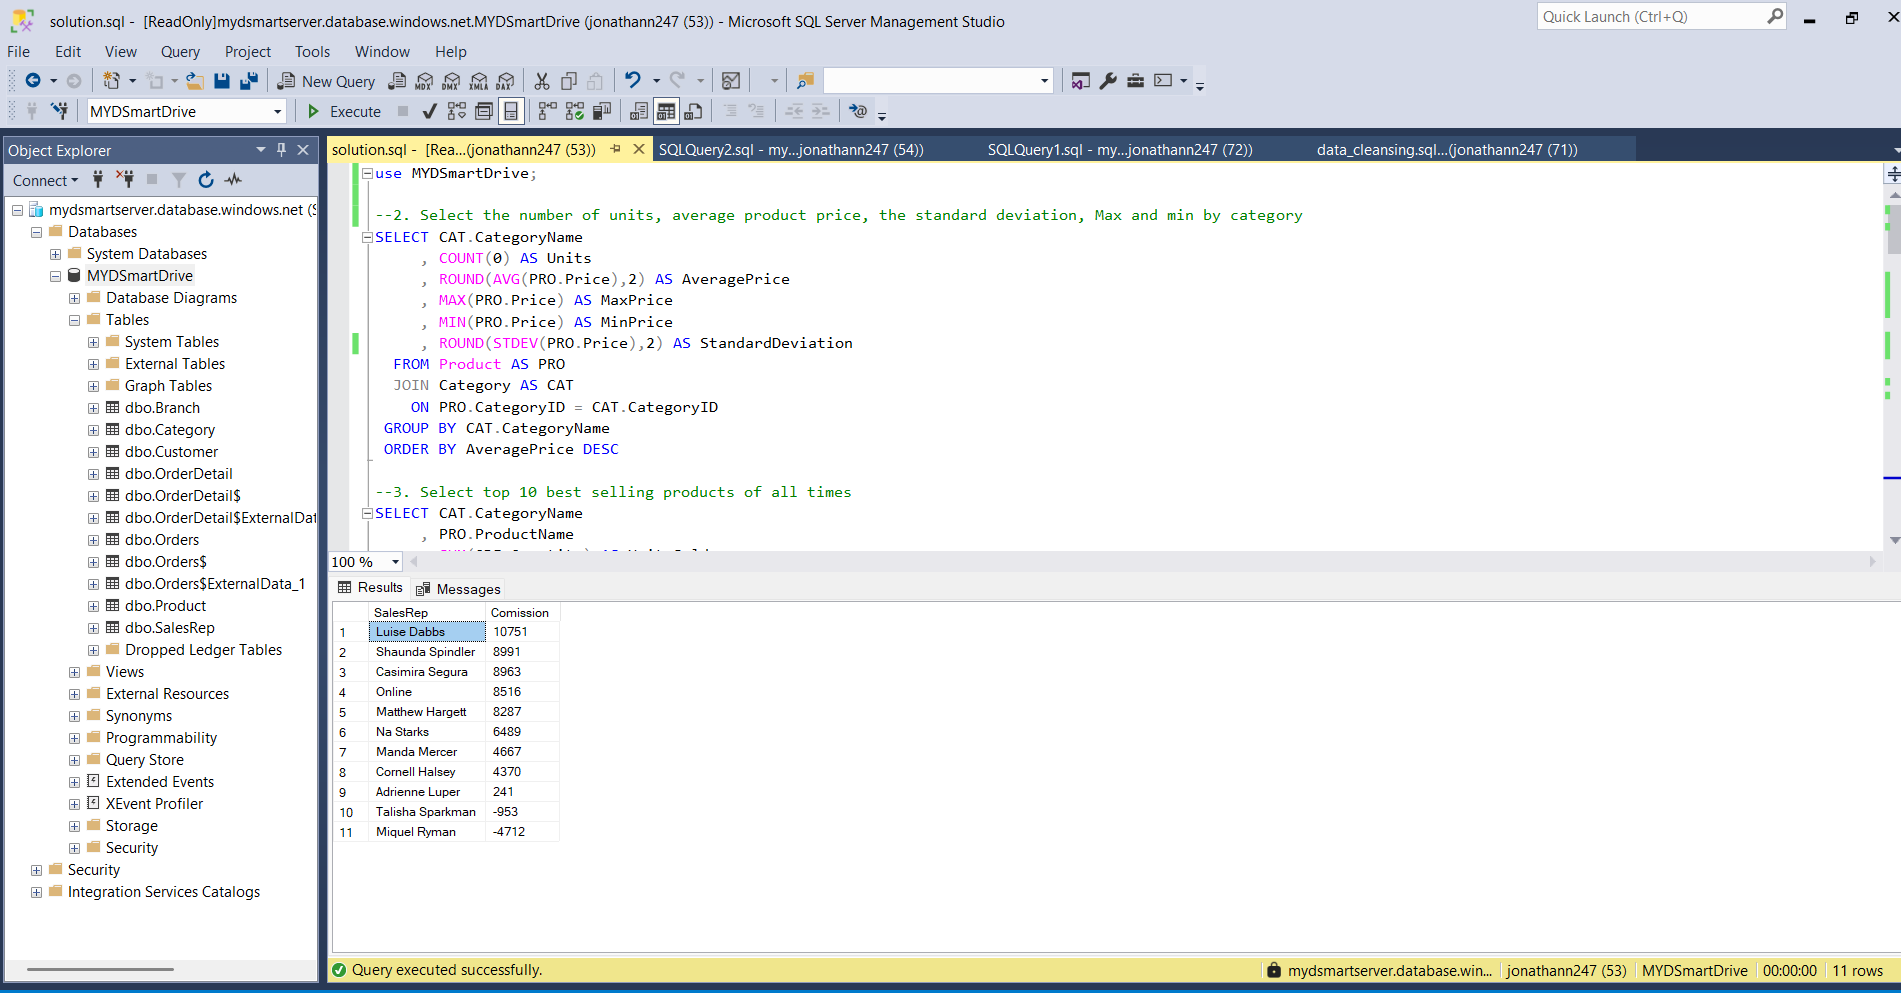 solution.sql - [ReadOnly]mydsmartserver.database.windows.net.MYDSmartDrive (jonathann247 (53)) - Microsoft SQL Server Management Studio
Quick Launch (Ctrl+Q)
File Edit View Query Project Tools Window Help
New Query MDX DMX XMLA DAX
MYDSmartDrive Execute
Object Explorer
Connect
mydsmartserver.database.windows.net (S
Databases
System Databases
MYDSmartDrive
Database Diagrams
Tables
System Tables
External Tables
Graph Tables
dbo.Branch
dbo.Category
dbo.Customer
dbo.OrderDetail
dbo.OrderDetail$
dbo.OrderDetail$ExternalDat
dbo.Orders
dbo.Orders$
dbo.Orders$ExternalData_1
dbo.Product
dbo.SalesRep
Dropped Ledger Tables
Views
External Resources
Synonyms
Programmability
Query Store
Extended Events
XEvent Profiler
Storage
Security
Security
Integration Services Catalogs
solution.sql - [Rea...(jonathann247 (53)) SQLQuery2.sql - my...jonathann247 (54)) SQLQuery1.sql - my...jonathann247 (72)) data_cleansing.sql...(jonathann247 (71))
use MYDSmartDrive;
--2. Select the number of units, average product price, the standard deviation, Max and min by category
SELECT CAT.CategoryName
, COUNT(0) AS Units
, ROUND(AVG(PRO.Price),2) AS AveragePrice
, MAX(PRO.Price) AS MaxPrice
, MIN(PRO.Price) AS MinPrice
, ROUND(STDEV(PRO.Price),2) AS StandardDeviation
FROM Product AS PRO
JOIN Category AS CAT
ON PRO.CategoryID = CAT.CategoryID
GROUP BY CAT.CategoryName
ORDER BY AveragePrice DESC
--3. Select top 10 best selling products of all times
SELECT CAT.CategoryName
, PRO.ProductName
100 %
Results Messages
SalesRep Comission
1 Luise Dabbs 10751
2 Shaunda Spindler 8991
3 Casimira Segura 8963
4 Online 8516
5 Matthew Hargett 8287
6 Na Starks 6489
7 Manda Mercer 4667
8 Cornell Halsey 4370
9 Adrienne Luper 241
10 Talisha Sparkman -953
11 Miquel Ryman -4712
Query executed successfully. mydsmartserver.database.win... jonathann247 (53) MYDSmartDrive 00:00:00 11 rows